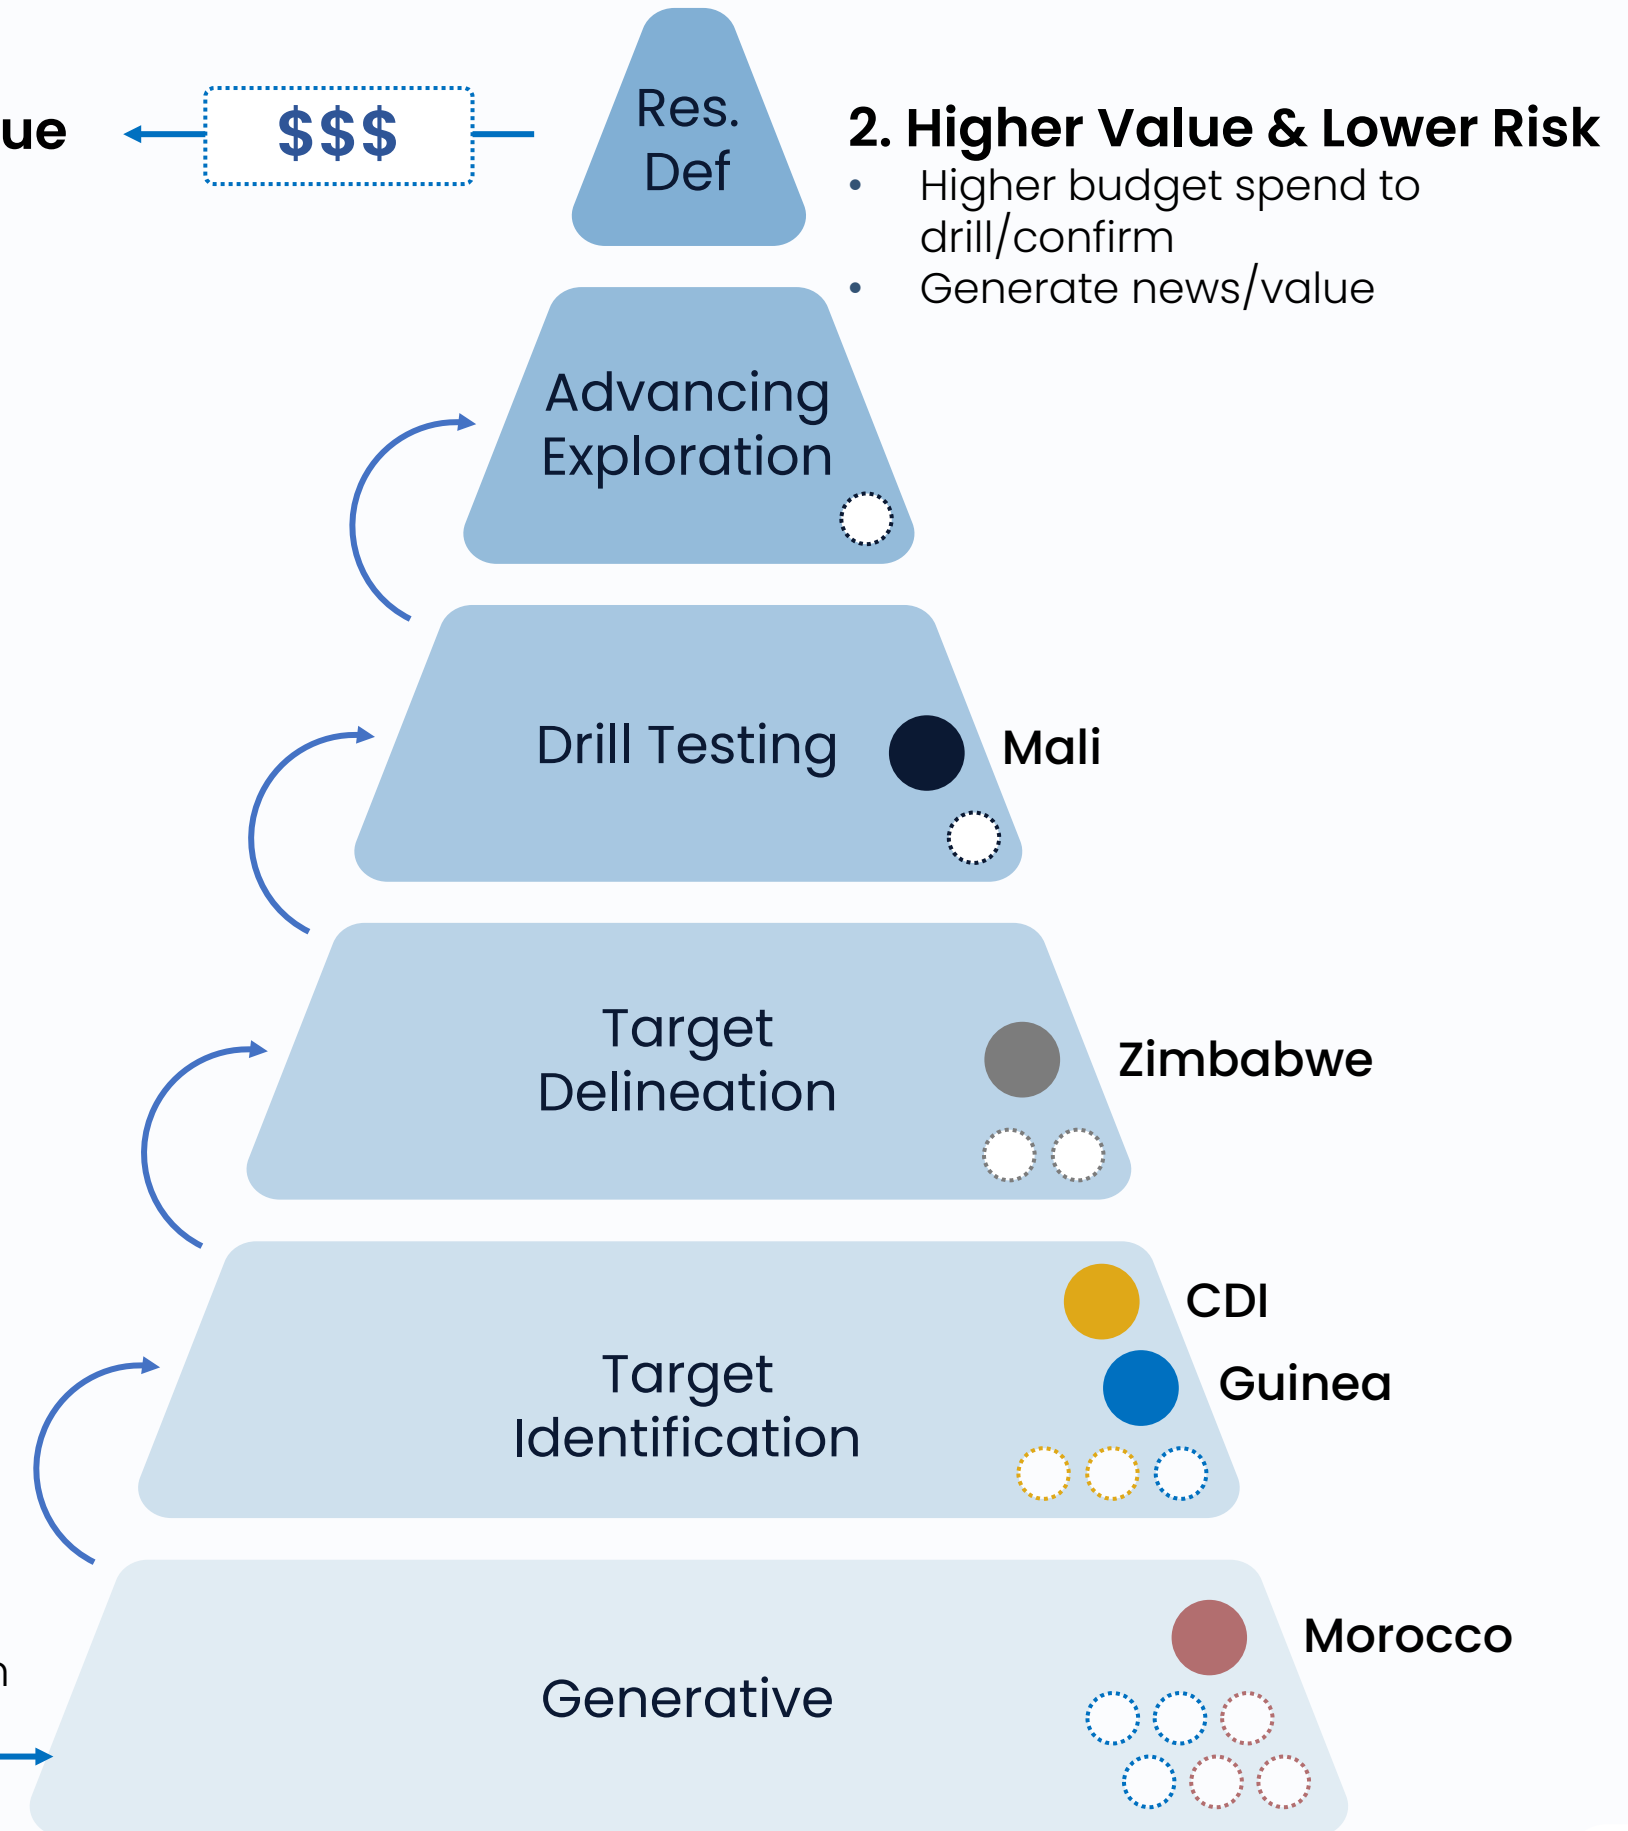 ue
$$$
Res.
Def
2. Higher Value & Lower Risk
• Higher budget spend to
drill/confirm
• Generate news/value
Advancing
Exploration
Drill Testing
Mali
Target
Delineation
Zimbabwe
CDI
Guinea
Target
Identification
Morocco
n
Generative